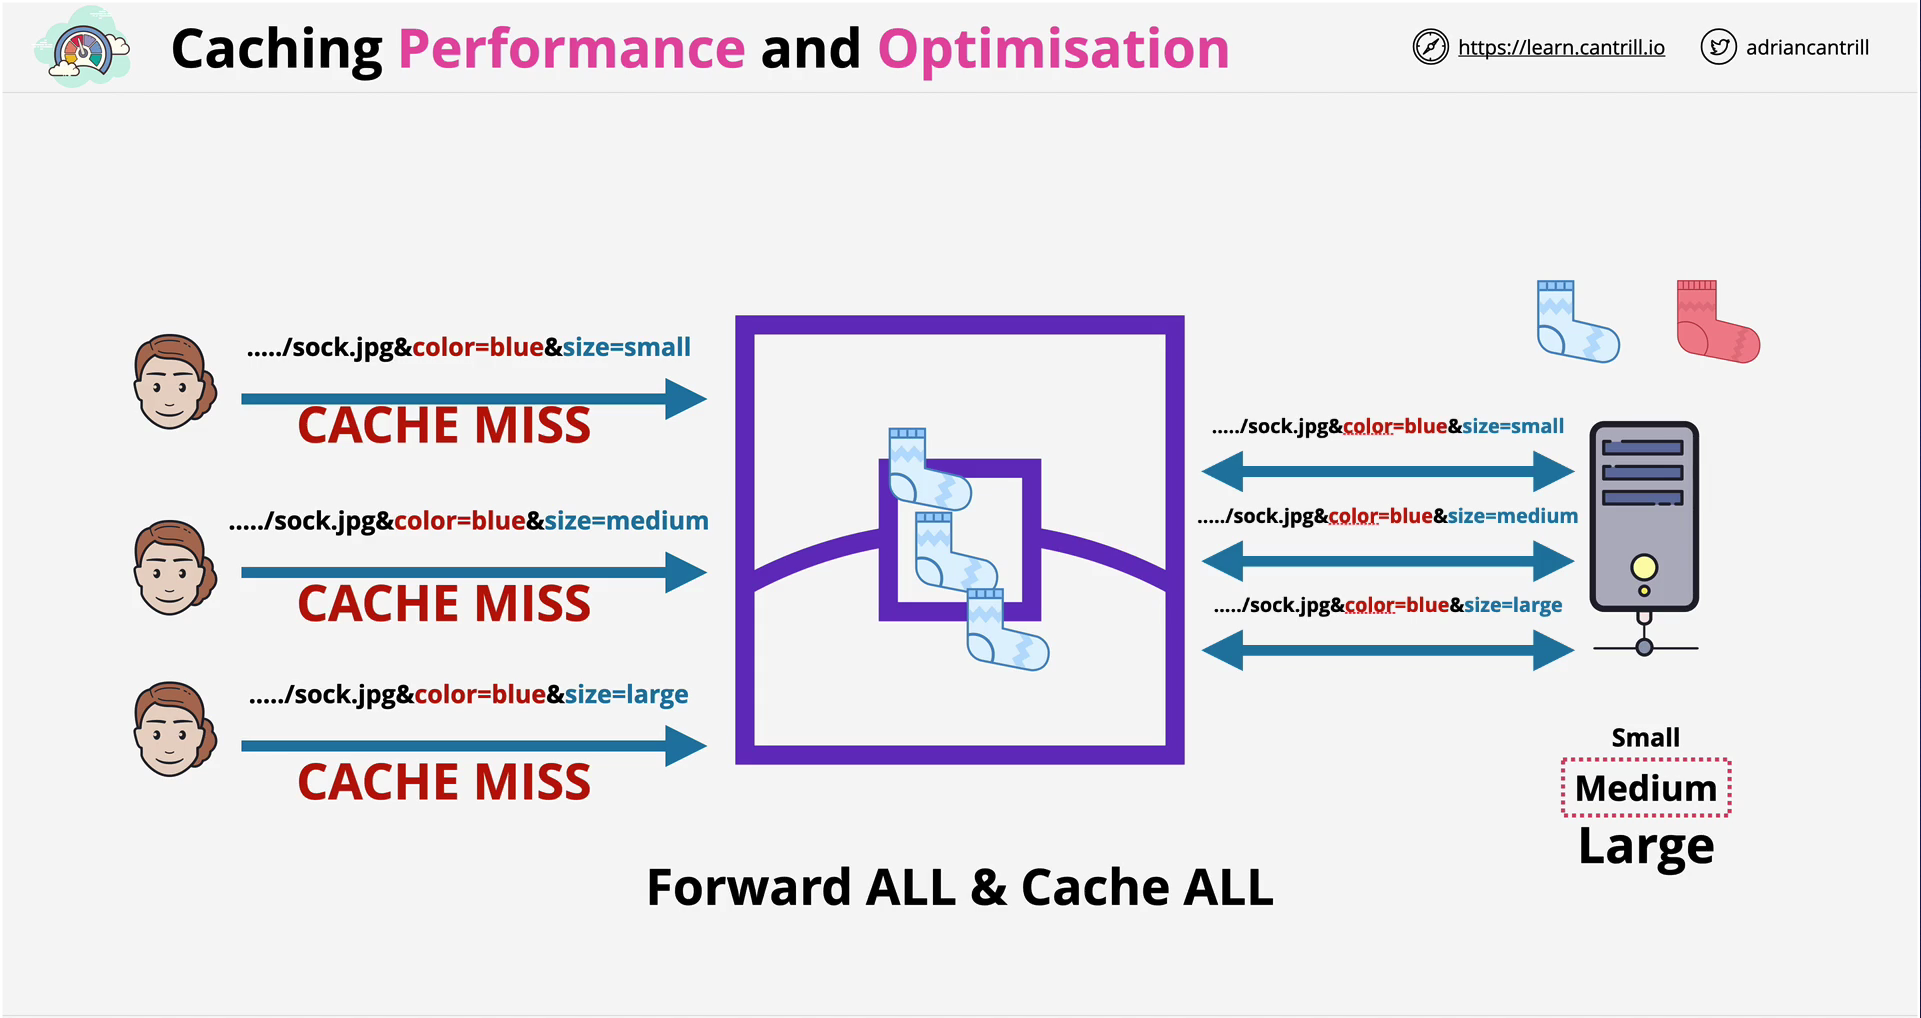 Caching Performance and Optimisation
https://learn.cantrill.io
adriancantrill
...../sock.jpg&color=blue&size=small
CACHE MISS
...../sock.jpg&color=blue&size=medium
CACHE MISS
...../sock.jpg&color=blue&size=large
CACHE MISS
...../sock.jpg&color=blue&size=small
...../sock.jpg&color=blue&size=medium
...../sock.jpg&color=blue&size=large
Small
Medium
Large
Forward ALL & Cache ALL